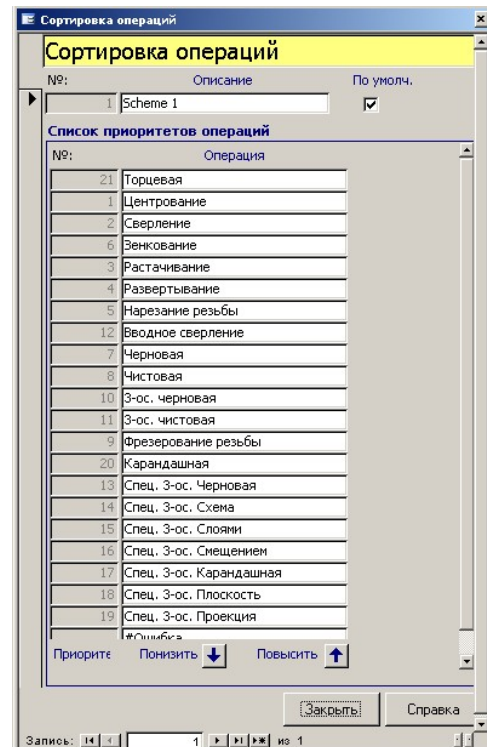 Сортировка операций
Сортировка операций
№: Описание По умолч.
1 Scheme 1
Список приоритетов операций
№: Операция
21 Торцевая
1 Центрование
2 Сверление
6 Зенкование
3 Растачивание
4 Развертывание
5 Нарезание резьбы
12 Вводное сверление
7 Черновая
8 Чистовая
10 3-ос. черновая
11 3-ос. чистовая
9 Фрезерование резьбы
20 Карандашная
13 Спец. 3-ос. Черновая
14 Спец. 3-ос. Схема
15 Спец. 3-ос. Слоями
16 Спец. 3-ос. Смещением
17 Спец. 3-ос. Карандашная
18 Спец. 3-ос. Плоскость
19 Спец. 3-ос. Проекция
#Ошибка
Приорите Понизить Повысить
Закрыть Справка
Запись: 1 из 1